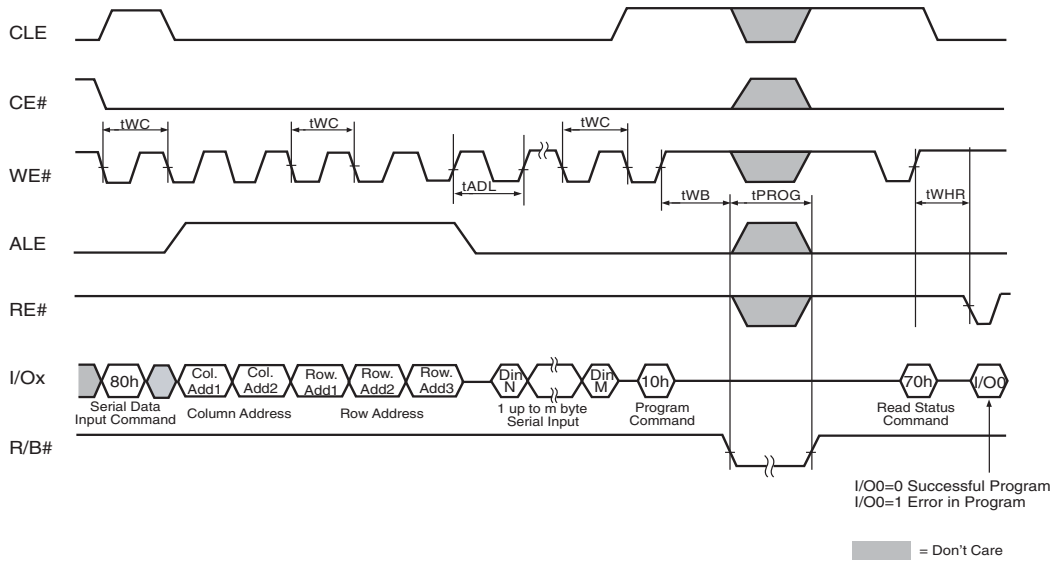 CLE
CE#
tWC
tWC
tWC
WE#
tADL
tWB
tPROG
tWHR
ALE
RE#
I/Ox
80h
Col.
Add1
Col.
Add2
Row.
Add1
Row.
Add2
Row.
Add3
Din
N
Din
M
10h
70h
I/O0
Serial Data
Input Command
Column Address
Row Address
1 up to m byte
Serial Input
Program
Command
Read Status
Command
R/B#
I/O0=0 Successful Program
I/O0=1 Error in Program
= Don't Care